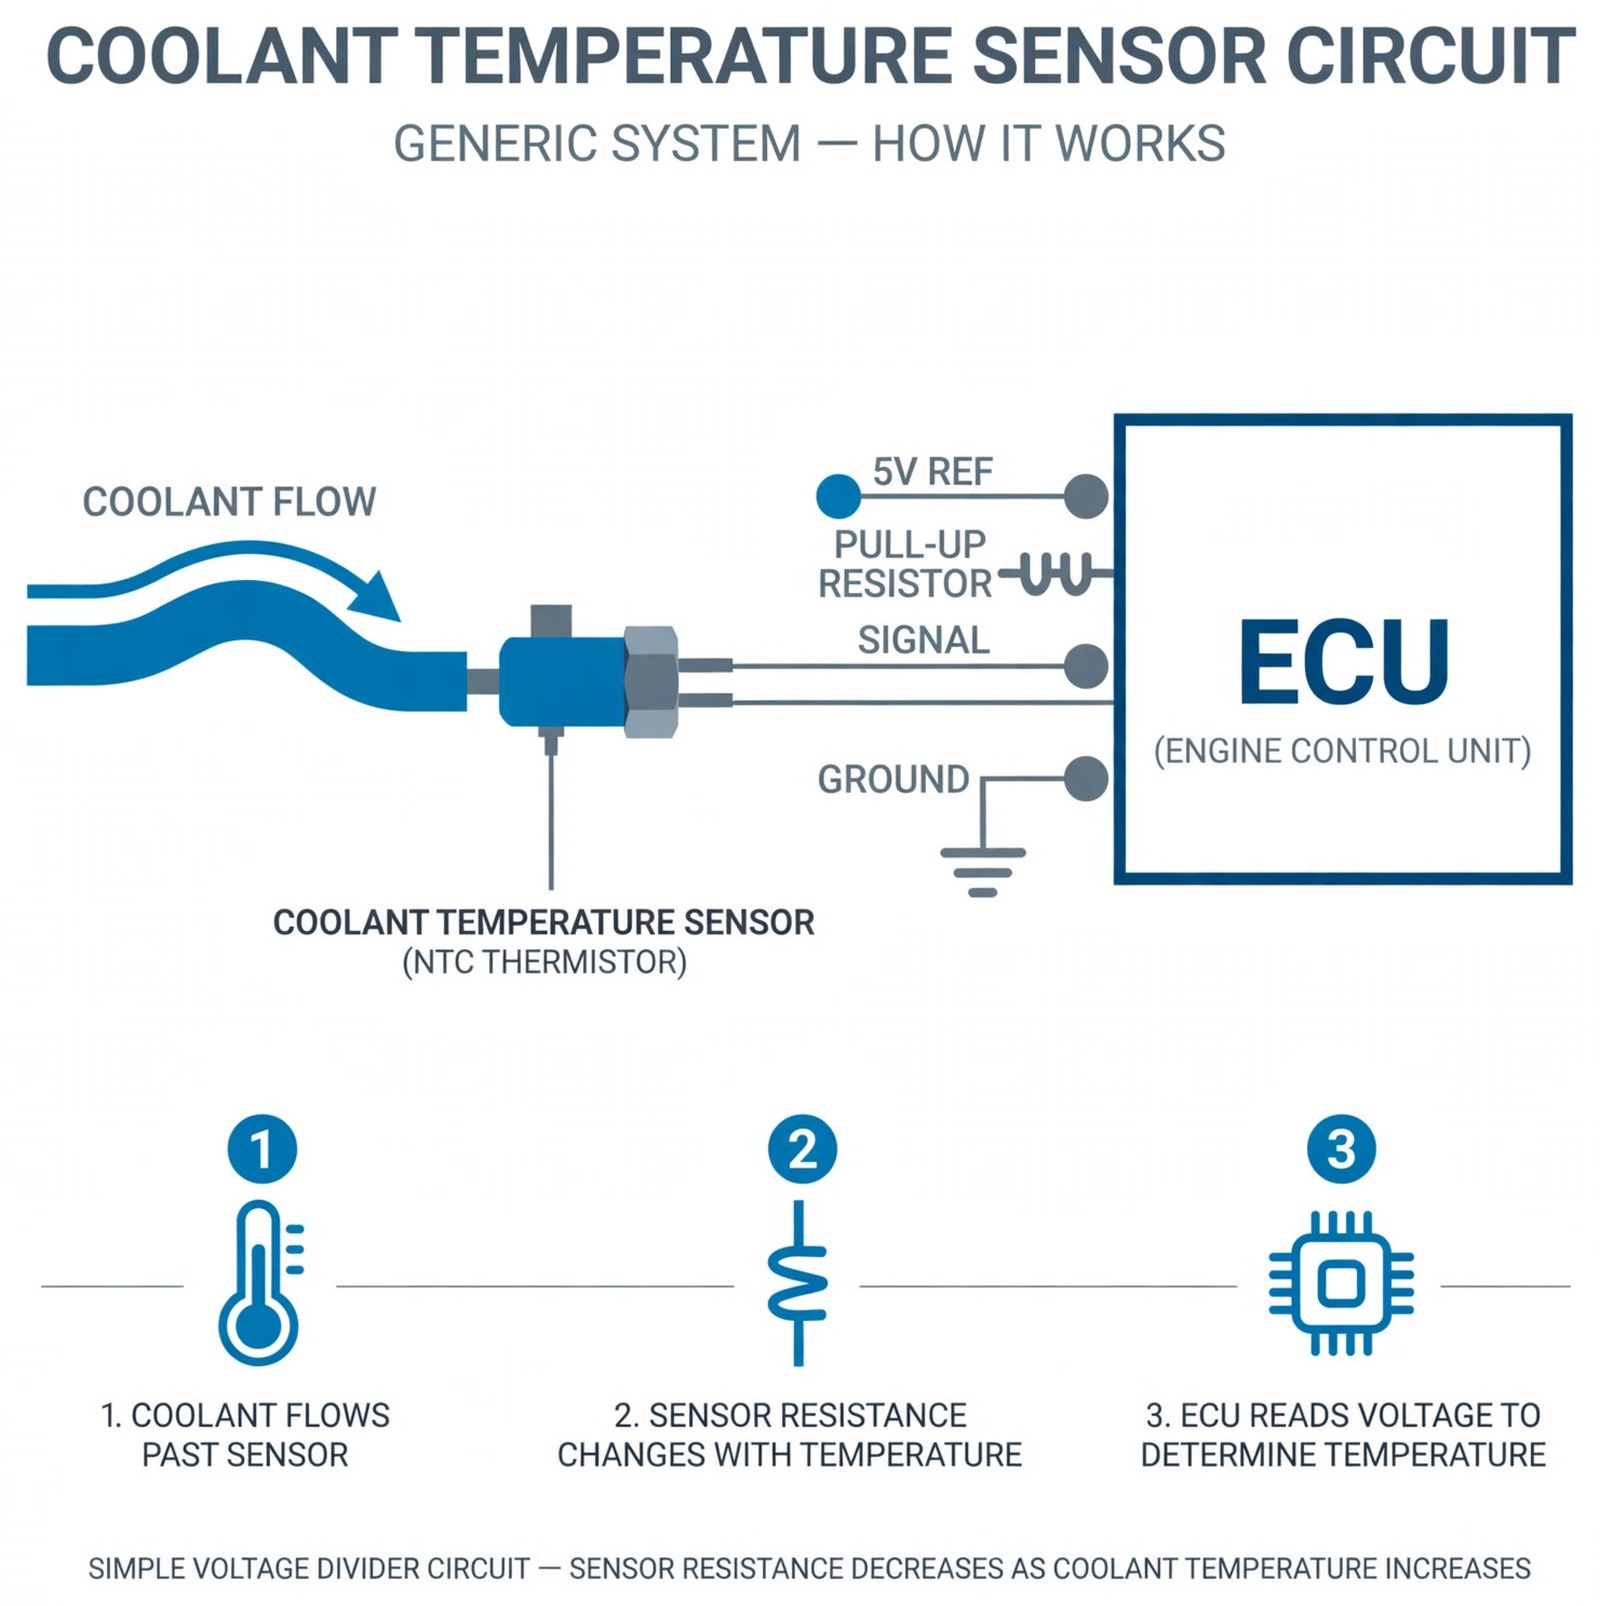 COOLANT TEMPERATURE SENSOR CIRCUIT
GENERIC SYSTEM — HOW IT WORKS
COOLANT FLOW
5V REF
PULL-UP
RESISTOR
SIGNAL
GROUND
ECU
(ENGINE CONTROL UNIT)
COOLANT TEMPERATURE SENSOR
(NTC THERMISTOR)
1
2
3
1. COOLANT FLOWS
PAST SENSOR
2. SENSOR RESISTANCE
CHANGES WITH TEMPERATURE
3. ECU READS VOLTAGE TO
DETERMINE TEMPERATURE
SIMPLE VOLTAGE DIVIDER CIRCUIT — SENSOR RESISTANCE DECREASES AS COOLANT TEMPERATURE INCREASES